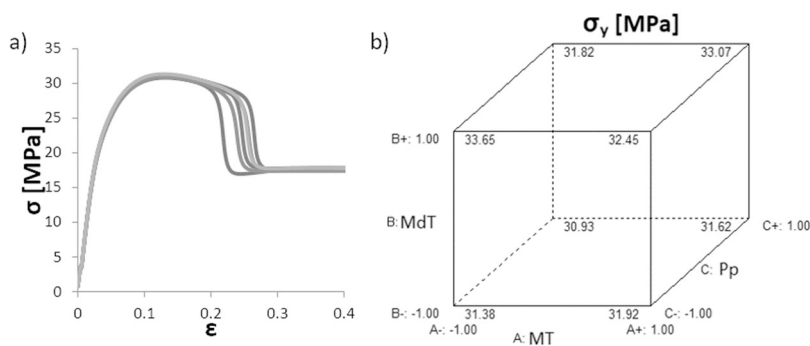 a)
σ [MPa]
35
30
25
20
15
10
5
0
0 0.1 0.2 0.3 0.4
ε
b)
σy [MPa]
31.82 33.07
B+: 1.00 33.65 32.45
B: MdT
30.93 31.62 C+: 1.00
C: Pp
B-: -1.00 31.38 31.92 C-: -1.00
A-: -1.00 A: MT A+: 1.00